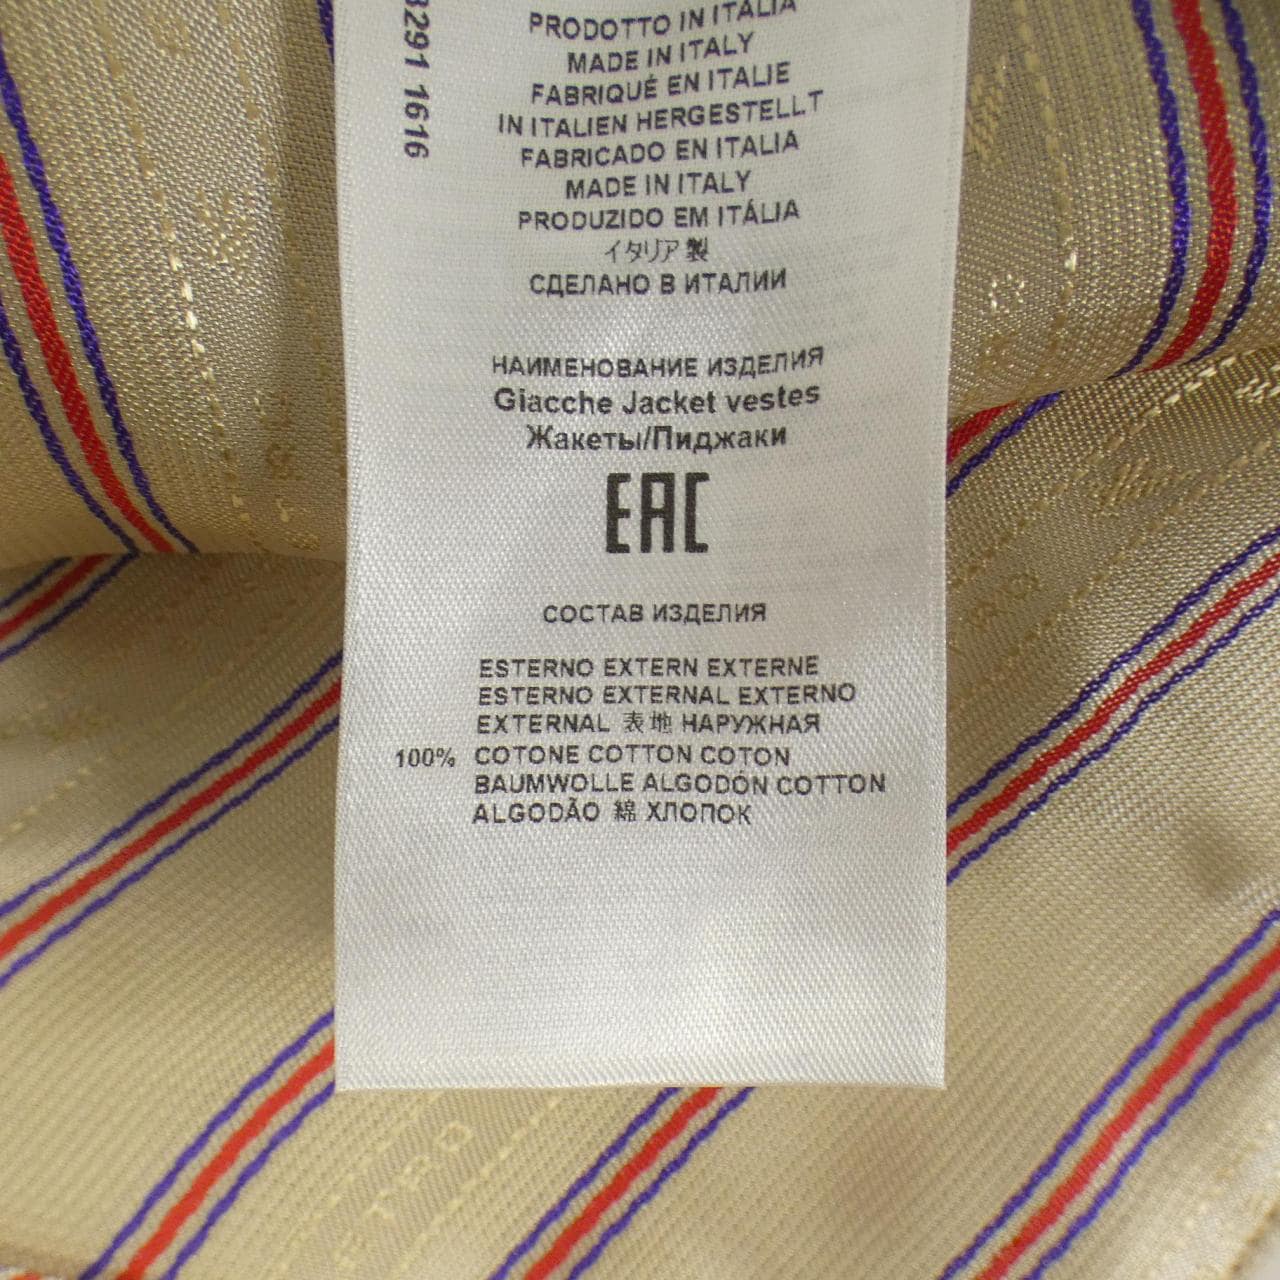 3291 1616
PRODOTTO IN ITALIA
MADE IN ITALY
FABRIQUÉ EN ITALIE
IN ITALIEN HERGESTELLT
FABRICADO EN ITALIA
MADE IN ITALY
PRODUZIDO EM ITÁLIA
イタリア製
СДЕЛАНО В ИТАЛИИ
НАИМЕНОВАНИЕ ИЗДЕЛИЯ
Giacche Jacket vestes
Жакеты/Пиджаки
EAC
СОСТАВ ИЗДЕЛИЯ
ESTERNO EXTERN EXTERNE
ESTERNO EXTERNAL EXTERNO
EXTERNAL 表地 НАРУЖНАЯ
100% COTONE COTTON COTON
BAUMWOLLE ALGODÓN COTTON
ALGODÃO 綿 ХЛОПОК
ETRO